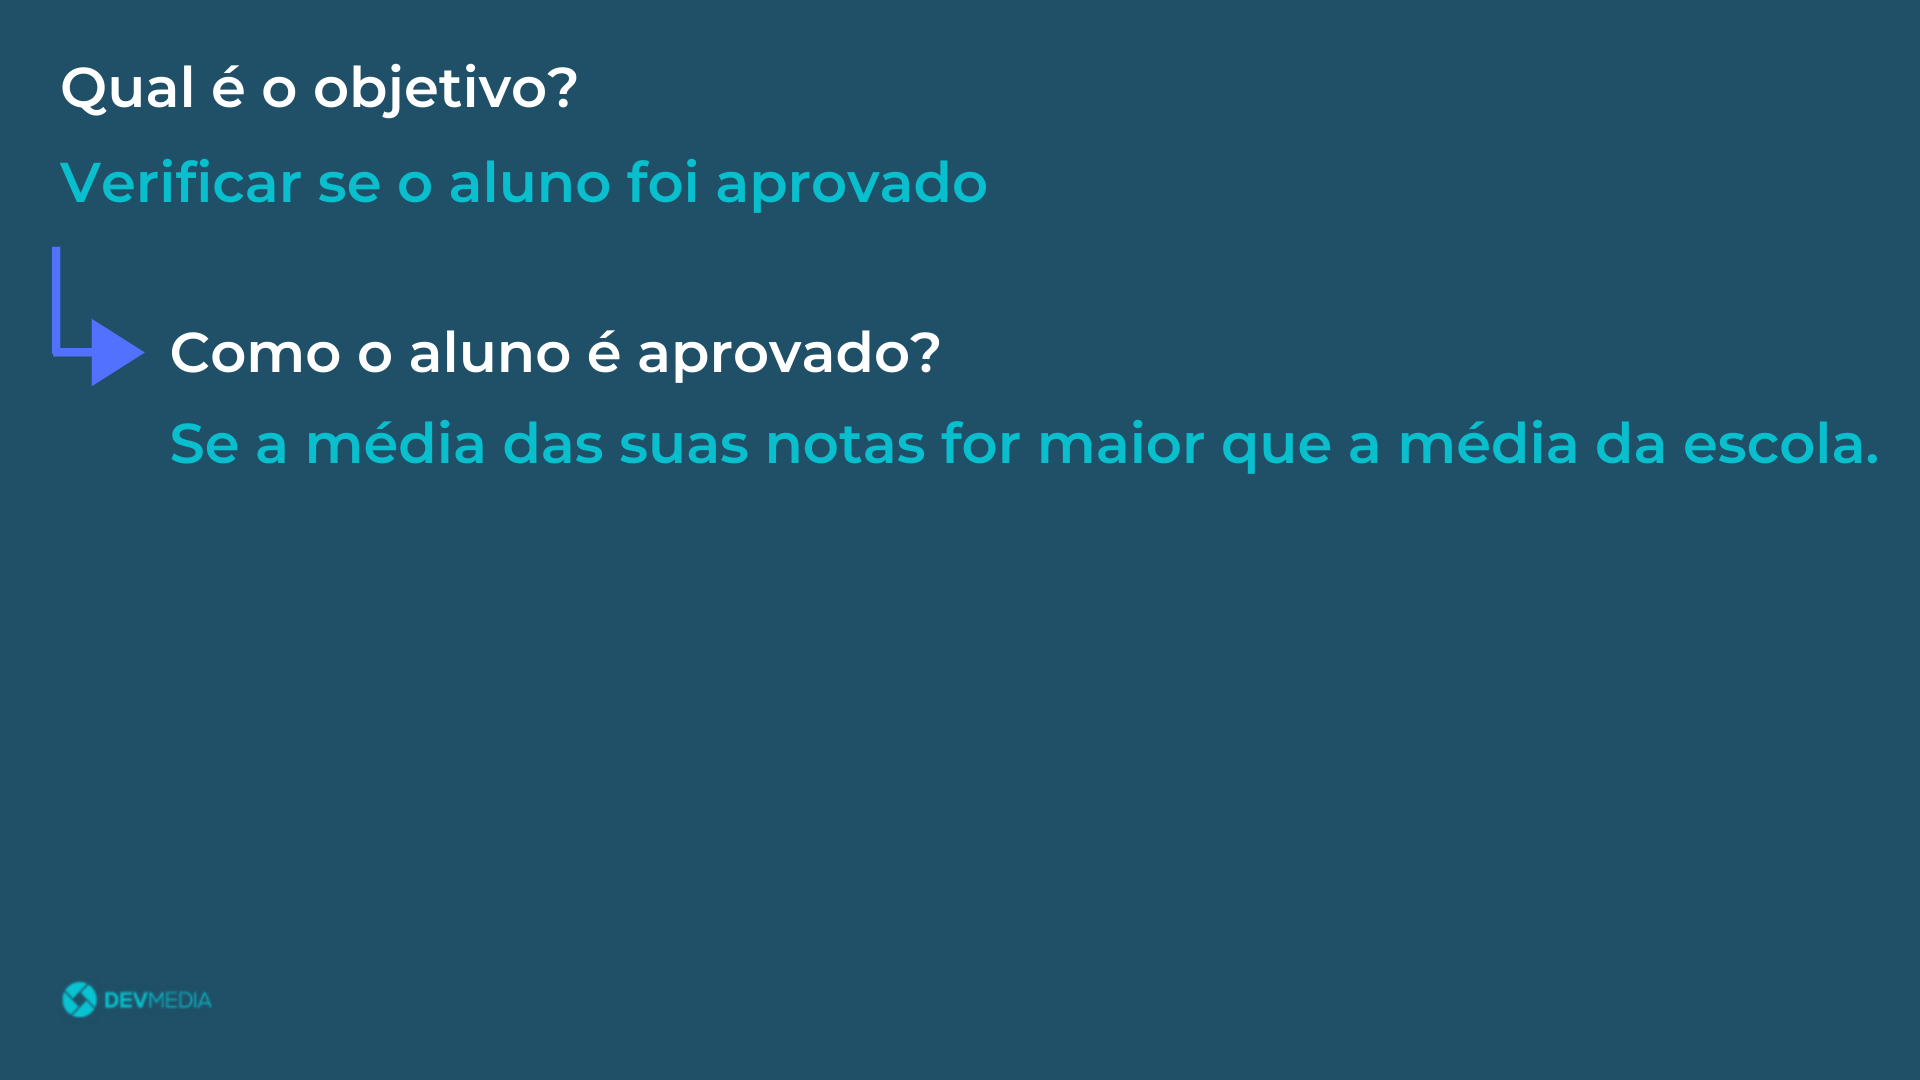 Qual é o objetivo?
Verificar se o aluno foi aprovado
Como o aluno é aprovado?
Se a média das suas notas for maior que a média da escola.
DEVMEDIA